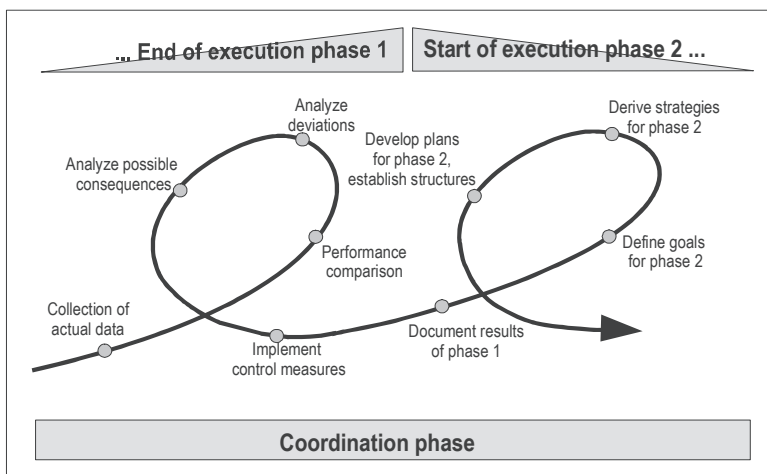 ... End of execution phase 1
Start of execution phase 2 ...
Analyze
deviations
Derive strategies
for phase 2
Develop plans
for phase 2,
establish structures
Analyze possible
consequences
Performance
comparison
Define goals
for phase 2
Collection of
actual data
Document results
of phase 1
Implement
control measures
Coordination phase